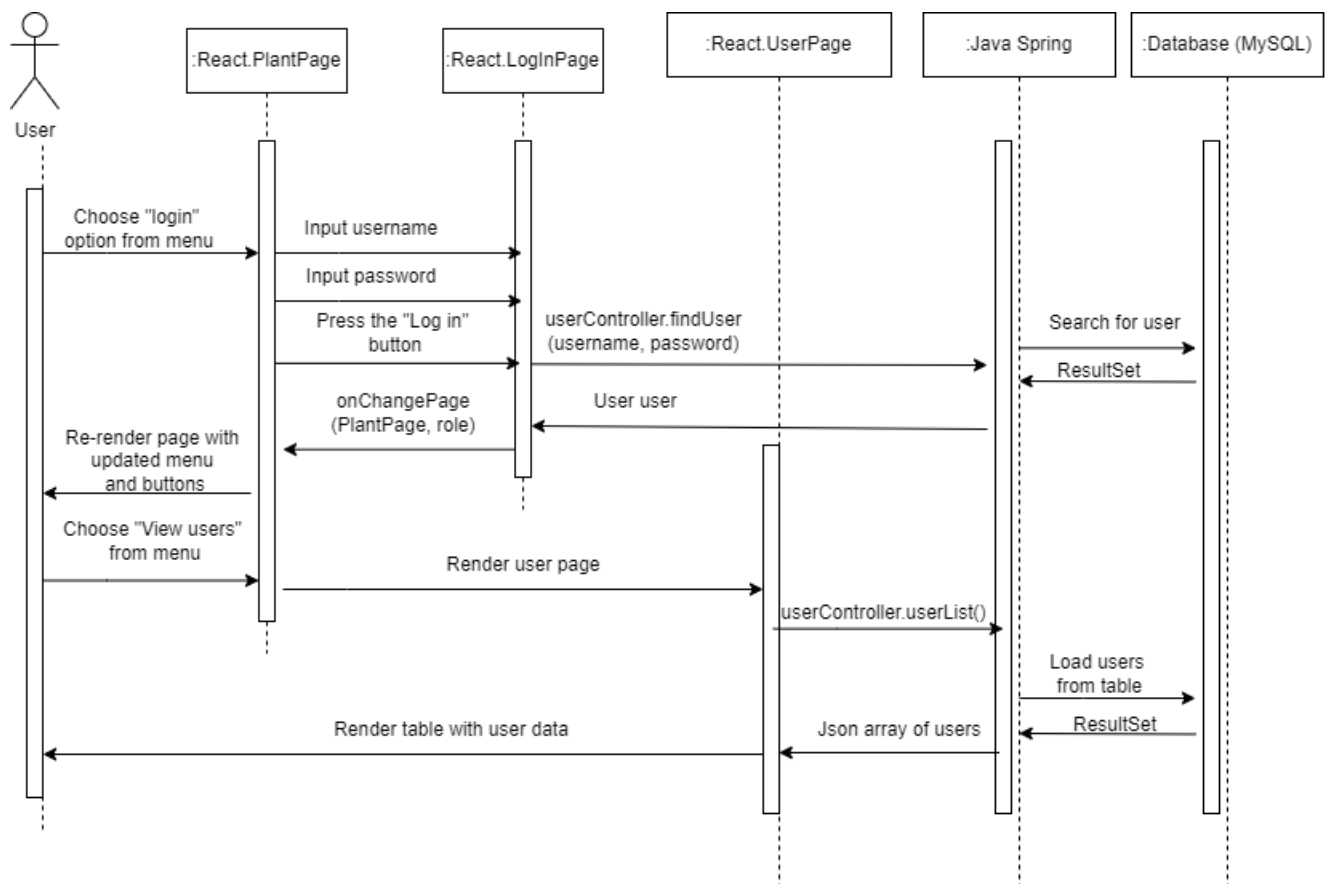 :React.PlantPage
:React.LogInPage
:React.UserPage
:Java Spring
:Database (MySQL)
User
Choose "login"
option from menu
Input username
Input password
Press the "Log in"
button
userController.findUser
(username, password)
Search for user
ResultSet
User user
onChangePage
(PlantPage, role)
Re-render page with
updated menu
and buttons
Choose "View users"
from menu
Render user page
userController.userList()
Load users
from table
ResultSet
Json array of users
Render table with user data